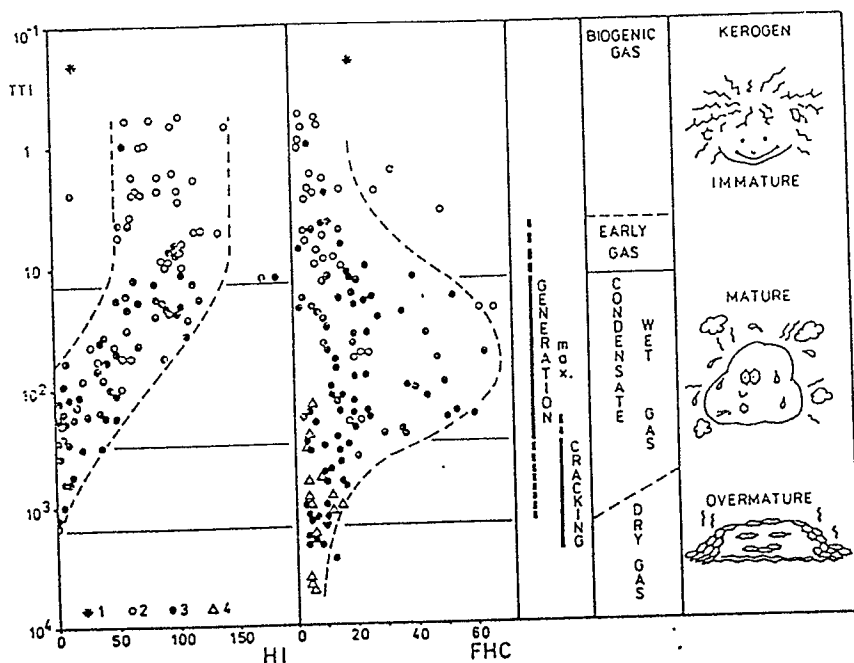 10-1
TTI
1
10
10²
10³
10⁴
* 1 ○ 2 ● 3 △ 4
0 50 100 150
HI
0 20 40 60
FHC
GENERATION
max.
CRACKING
BIOGENIC
GAS
EARLY
GAS
CONDENSATE
WET GAS
DRY GAS
KEROGEN
IMMATURE
MATURE
OVERMATURE